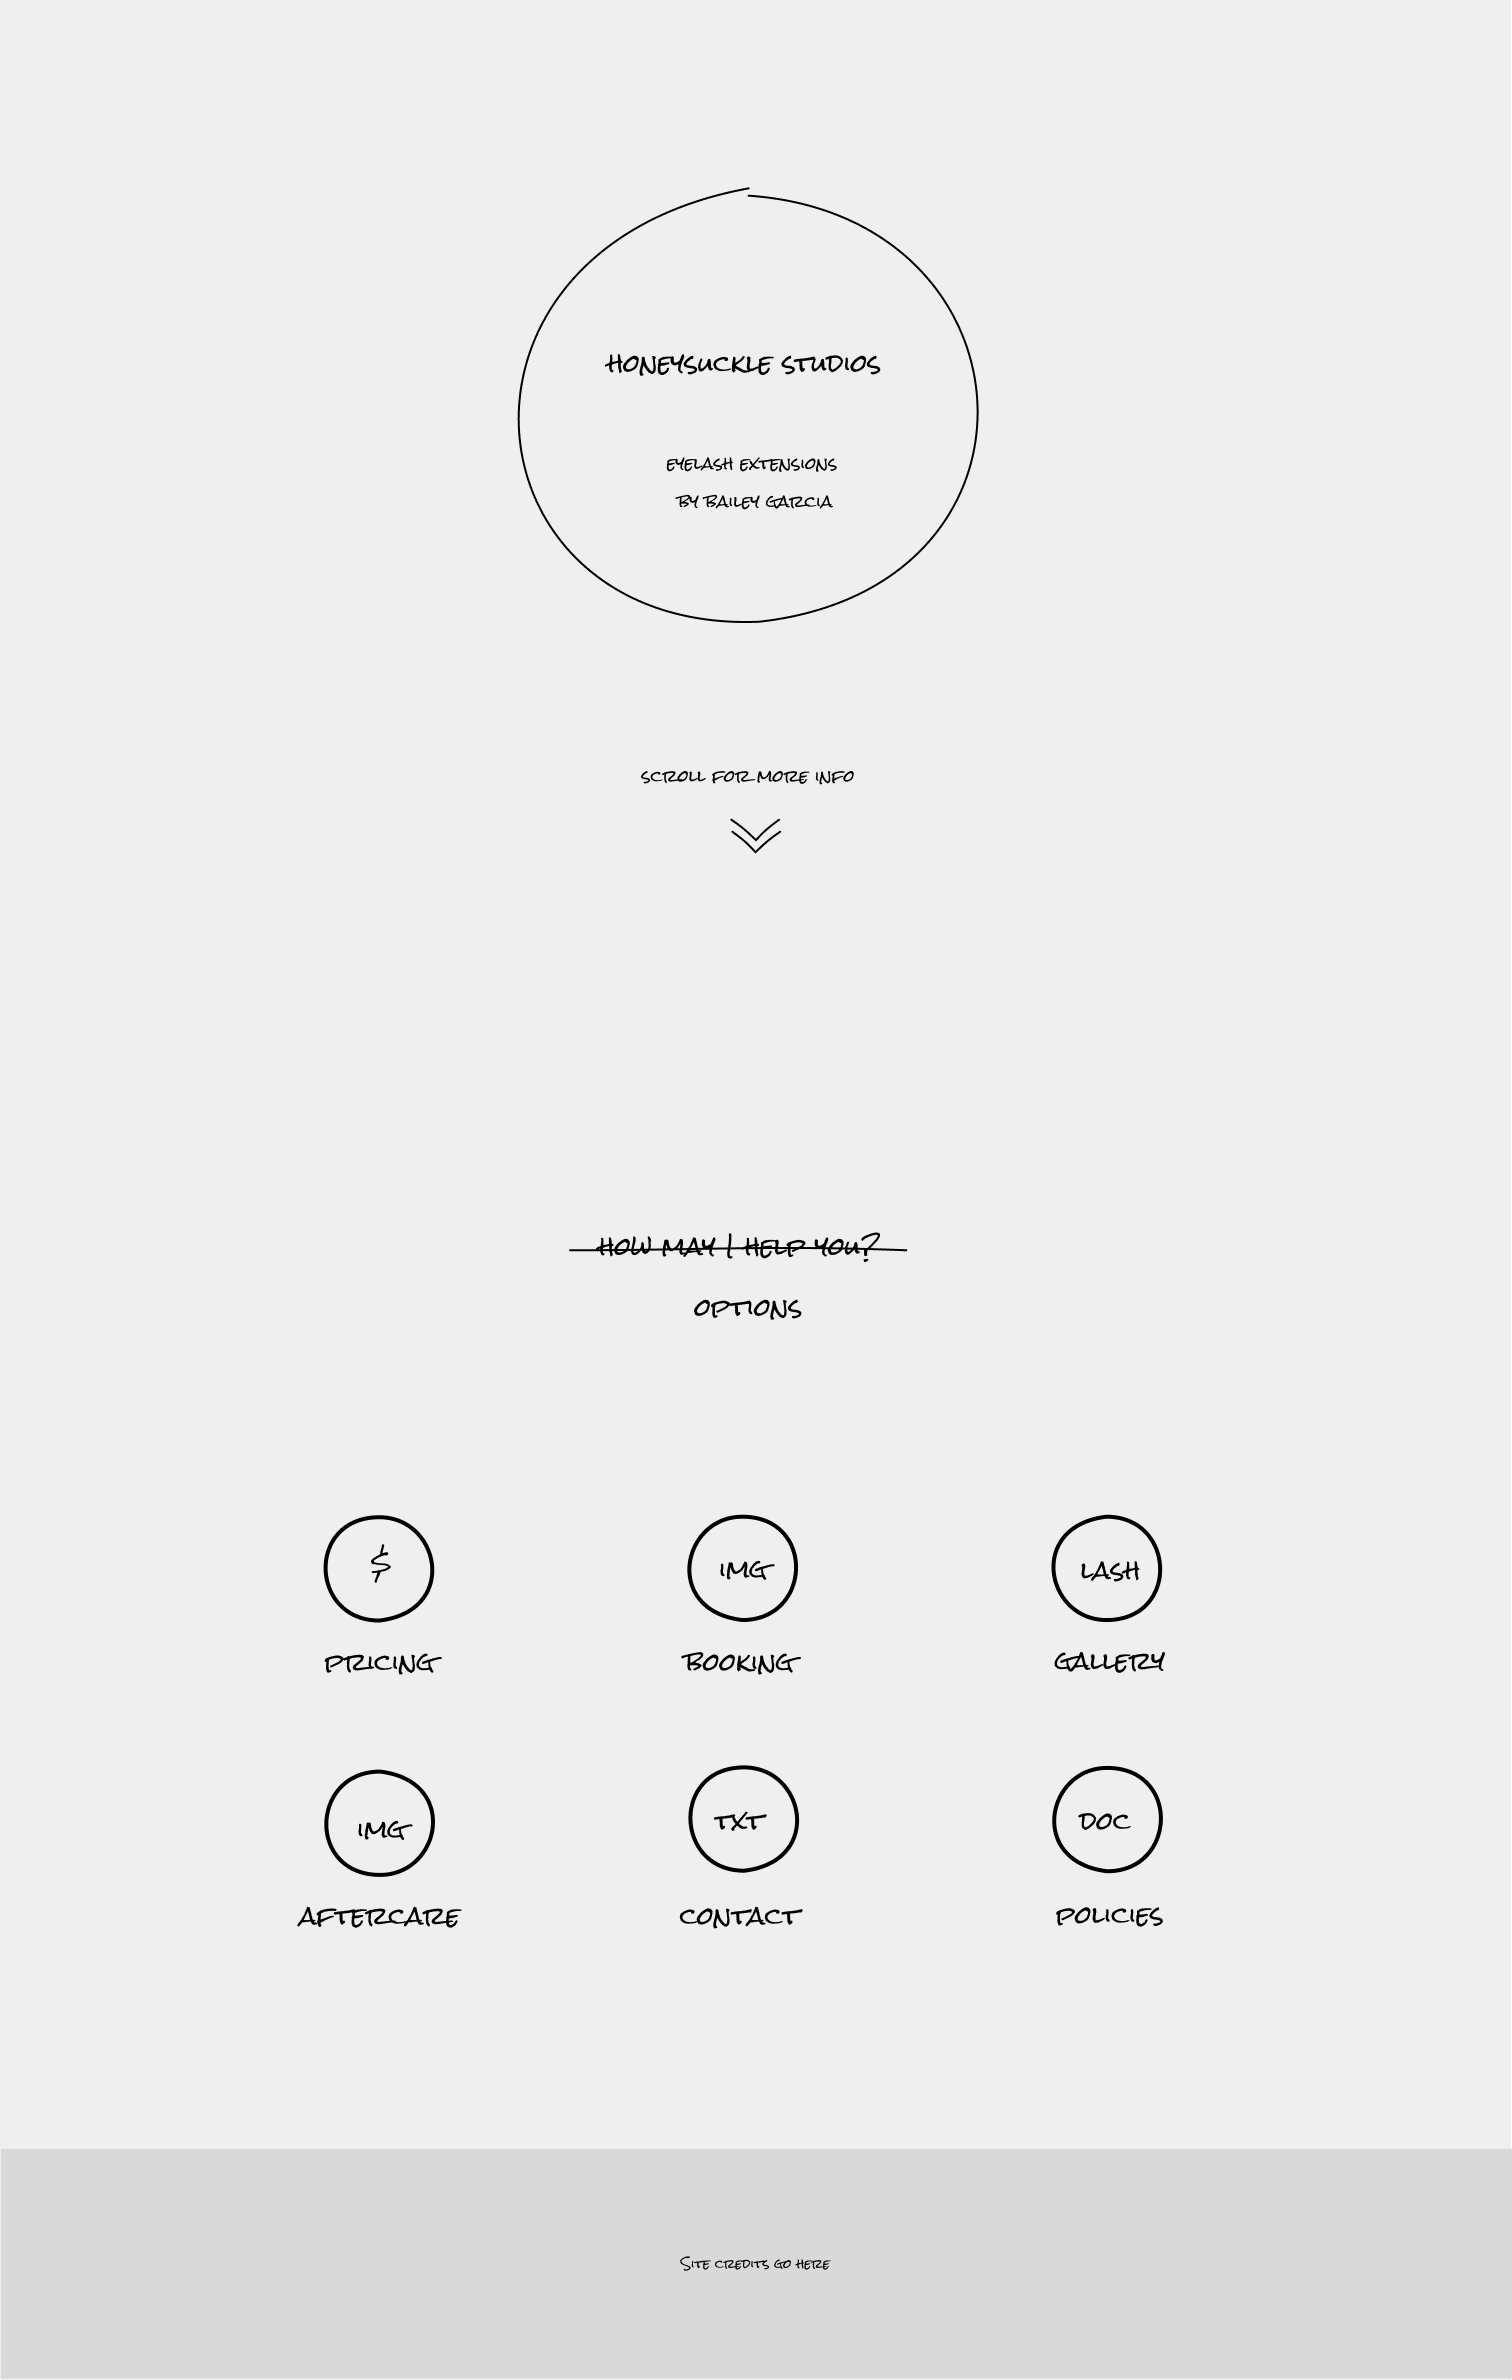 HONEYSUCKLE STUDIOS
EYELASH EXTENSIONS
BY BAILEY GARCIA
SCROLL FOR MORE INFO
HOW MAY I HELP YOU?
OPTIONS
$
IMG
LASH
PRICING
BOOKING
GALLERY
IMG
TXT
DOC
AFTERCARE
CONTACT
POLICIES
SITE CREDITS GO HERE